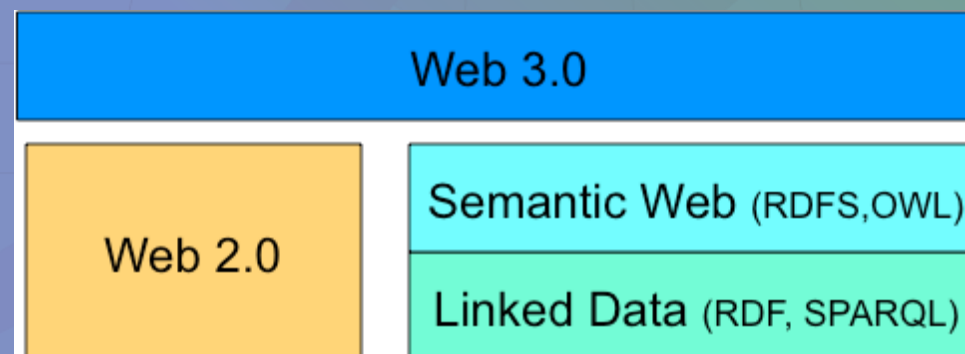 Web 3.0
Semantic Web (RDFS,OWL)
Web 2.0
Linked Data (RDF, SPARQL)